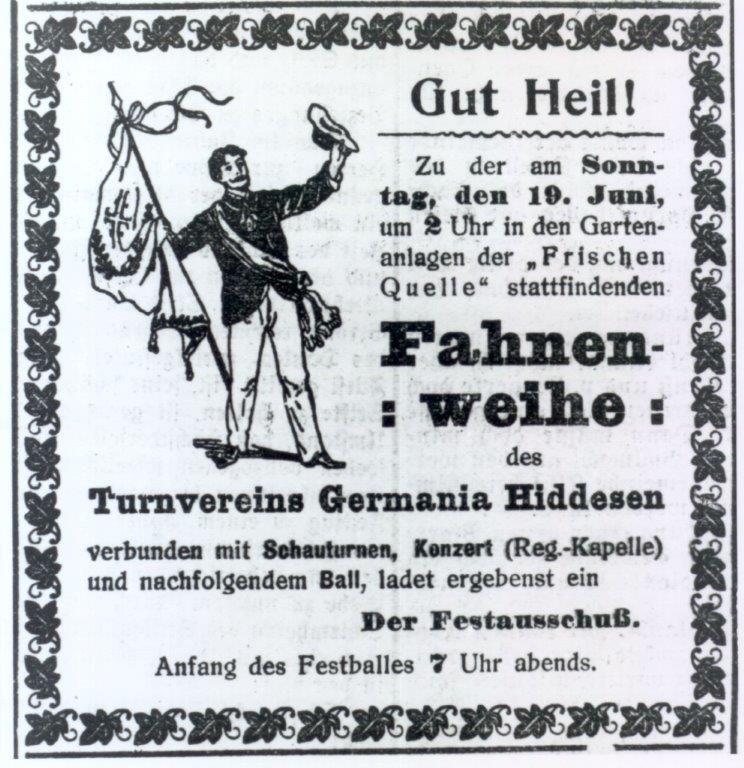 Gut Heil!
Zu der am Sonn-
tag, den 19. Juni,
um 2 Uhr in den Garten-
anlagen der „Frischen
Quelle“ stattfindenden
Fahnen
: weihe
des
Turnvereins Germania Hiddesen
verbunden mit Schauturnen, Konzert (Reg.-Kapelle)
und nachfolgendem Ball, ladet ergebenst ein
Der Festausschuß.
Anfang des Festballes 7 Uhr abends.